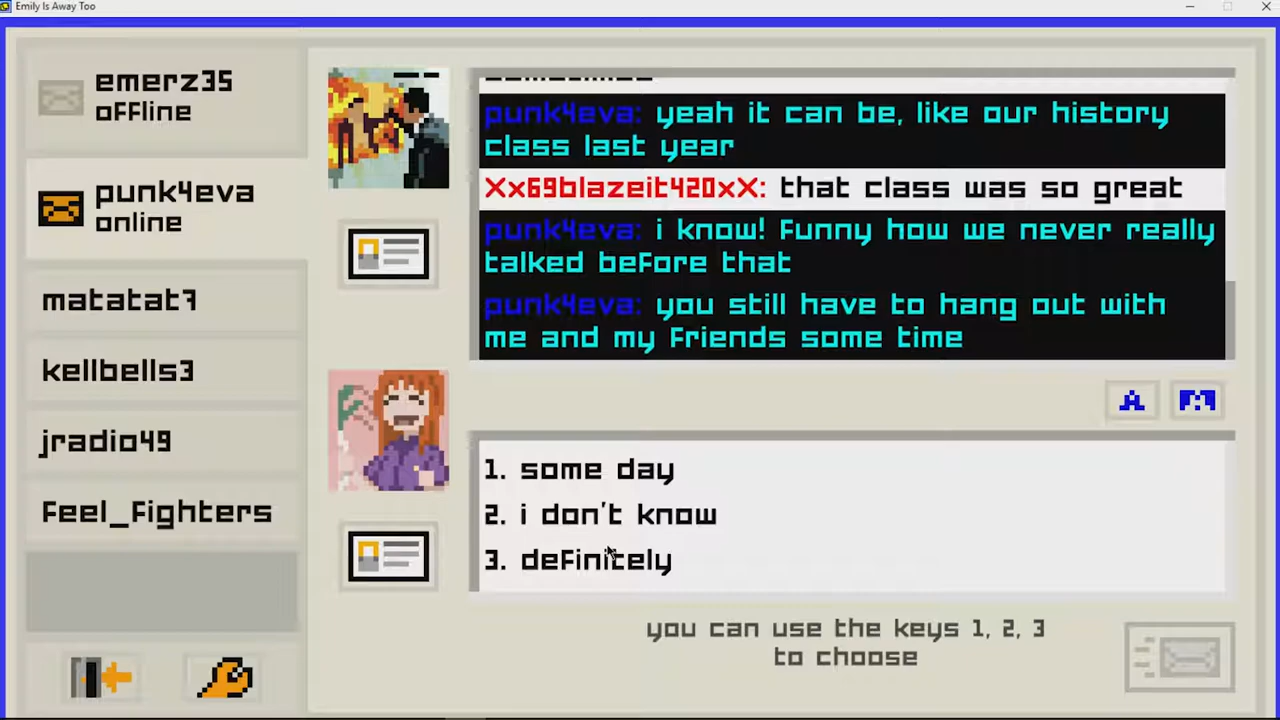 Emily Is Away Too
emerz35
offline
punk4eva
online
matatat7
kellbells3
jradio49
Feel_Fighters
punk4eva: yeah it can be, like our history
class last year
Xx69blazeit420xX: that class was so great
punk4eva: i know! Funny how we never really
talked before that
punk4eva: you still have to hang out with
me and my Friends some time
A
1. some day
2. i don't know
3. definitely
you can use the keys 1, 2, 3
to choose